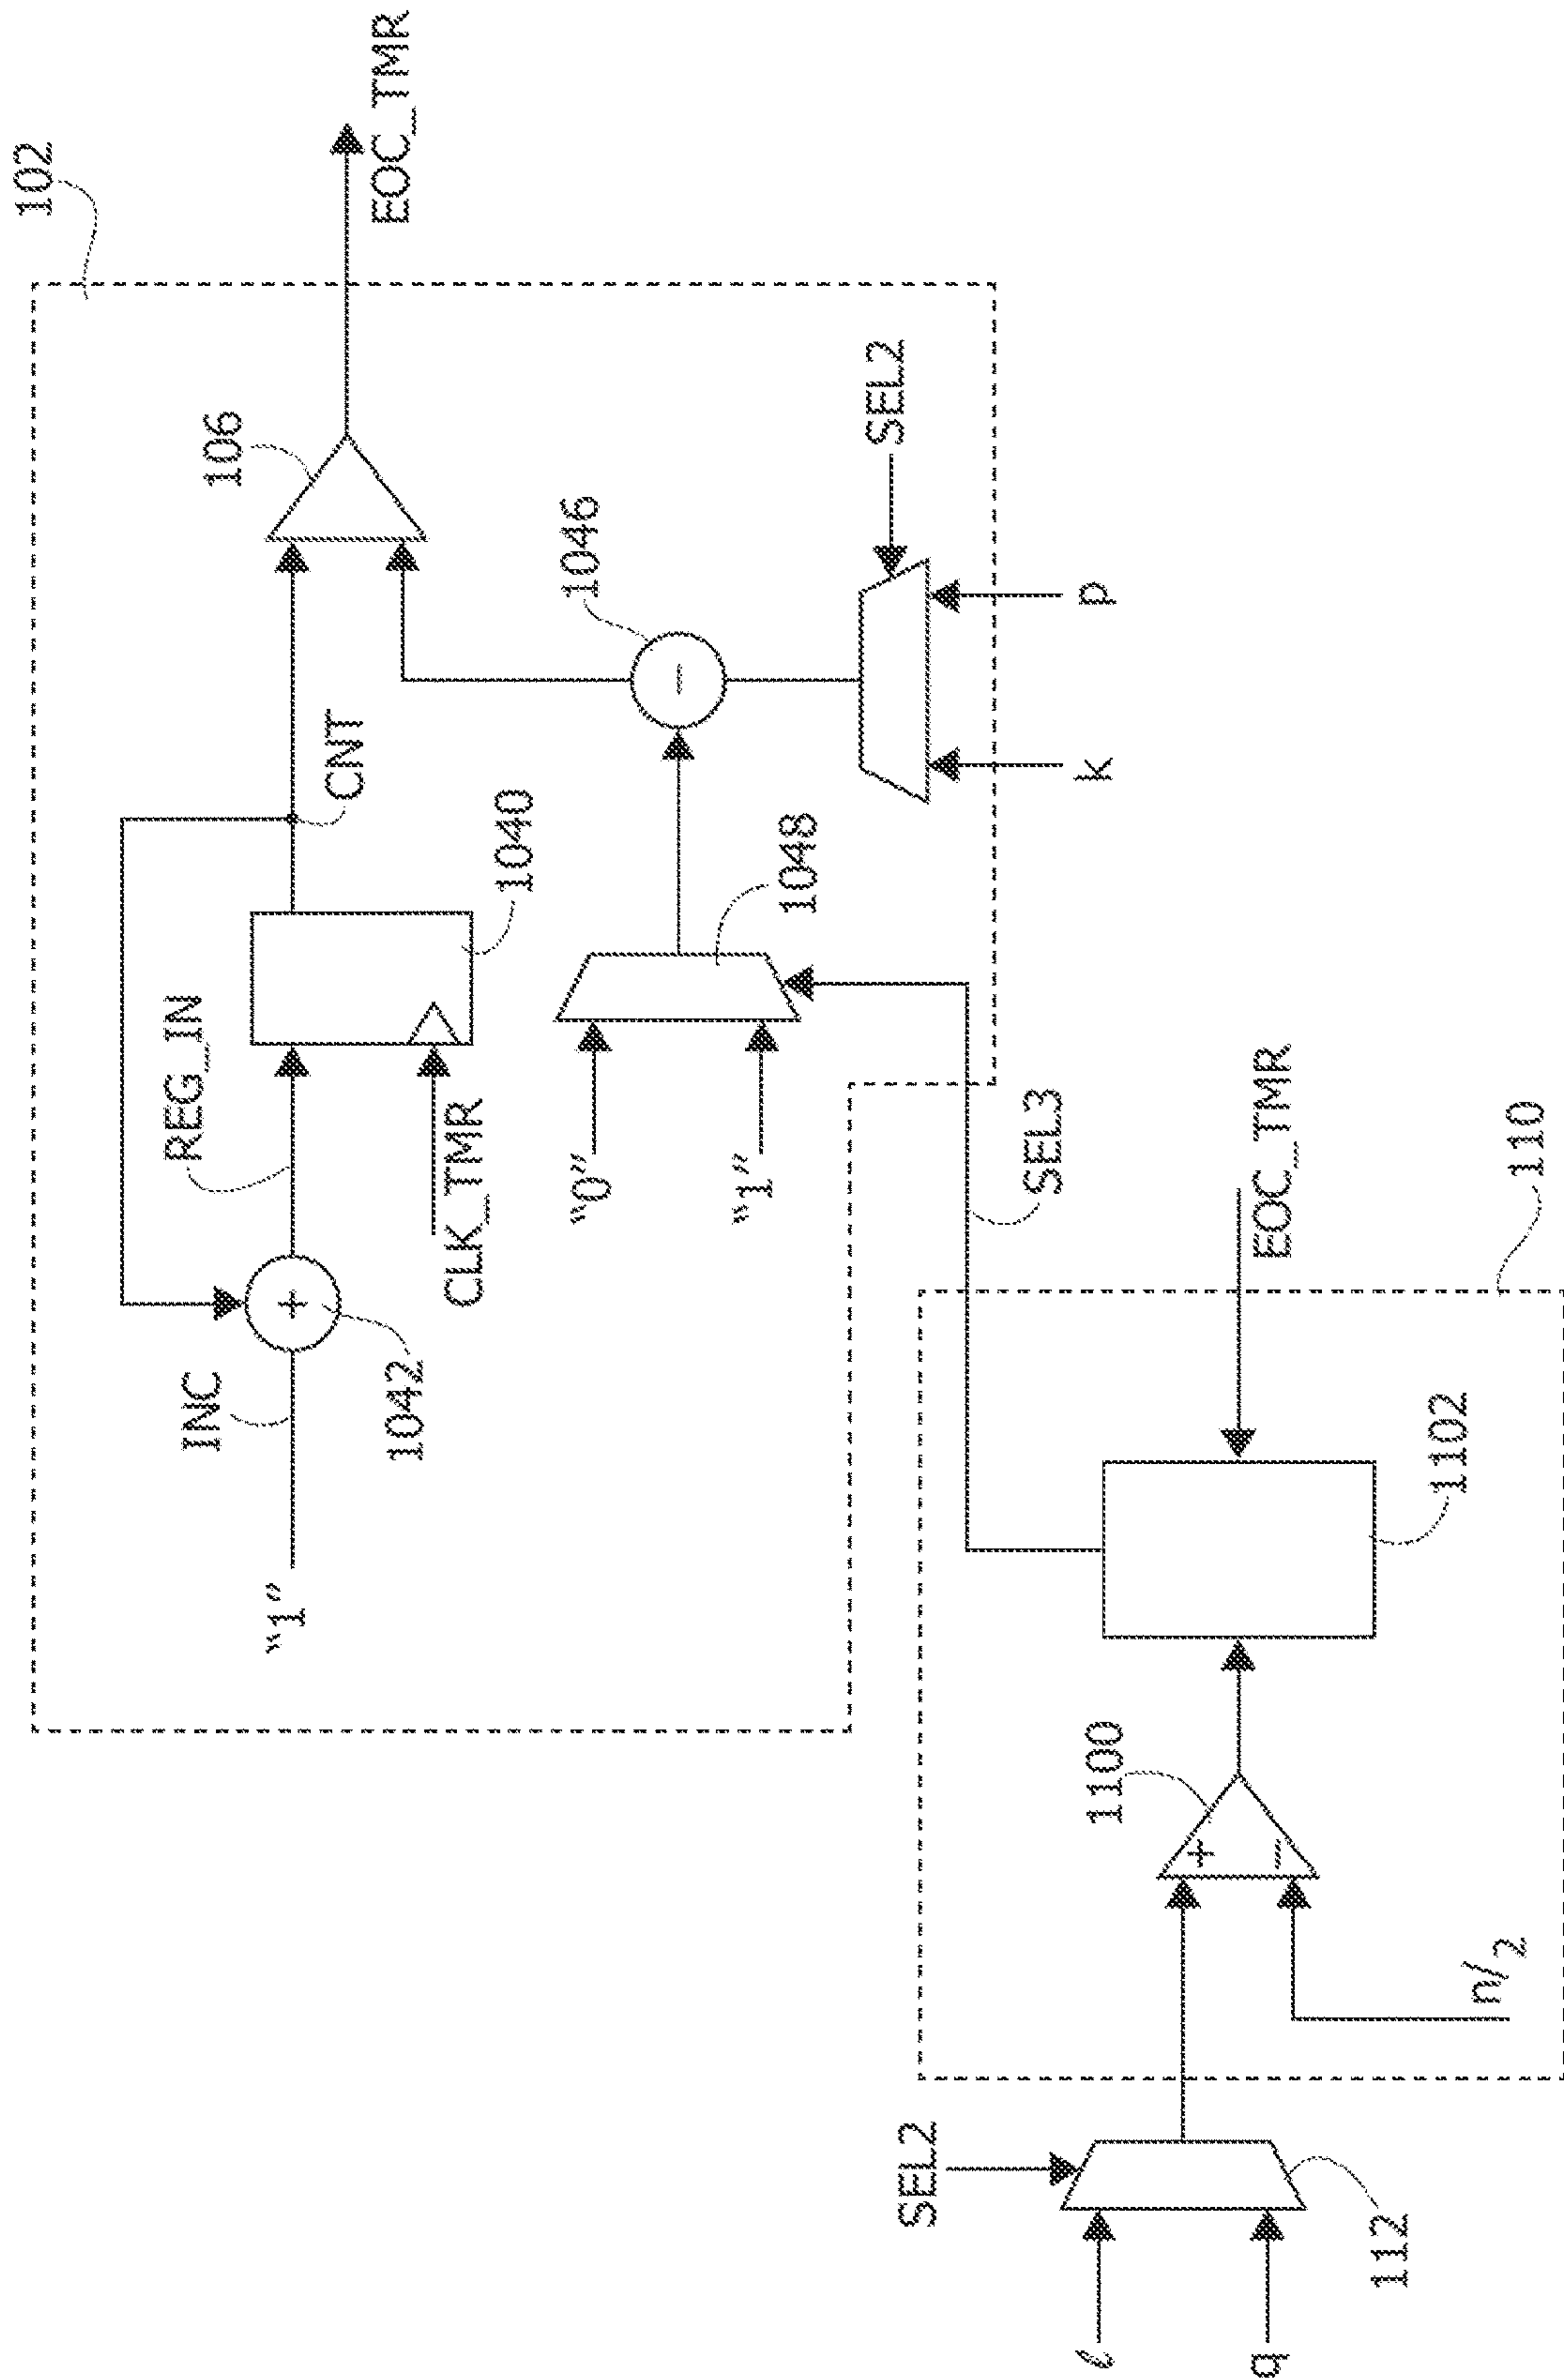 102
INC
REG_IN
106
"1"
+
CNT
EOC_TMR
1042
CLK_TMR
1040
1046
"0"
−
"1"
1048
SEL2
k
p
SEL2
SEL3
ℓ
1100
+
−
EOC_TMR
q
112
1102
n/2
110